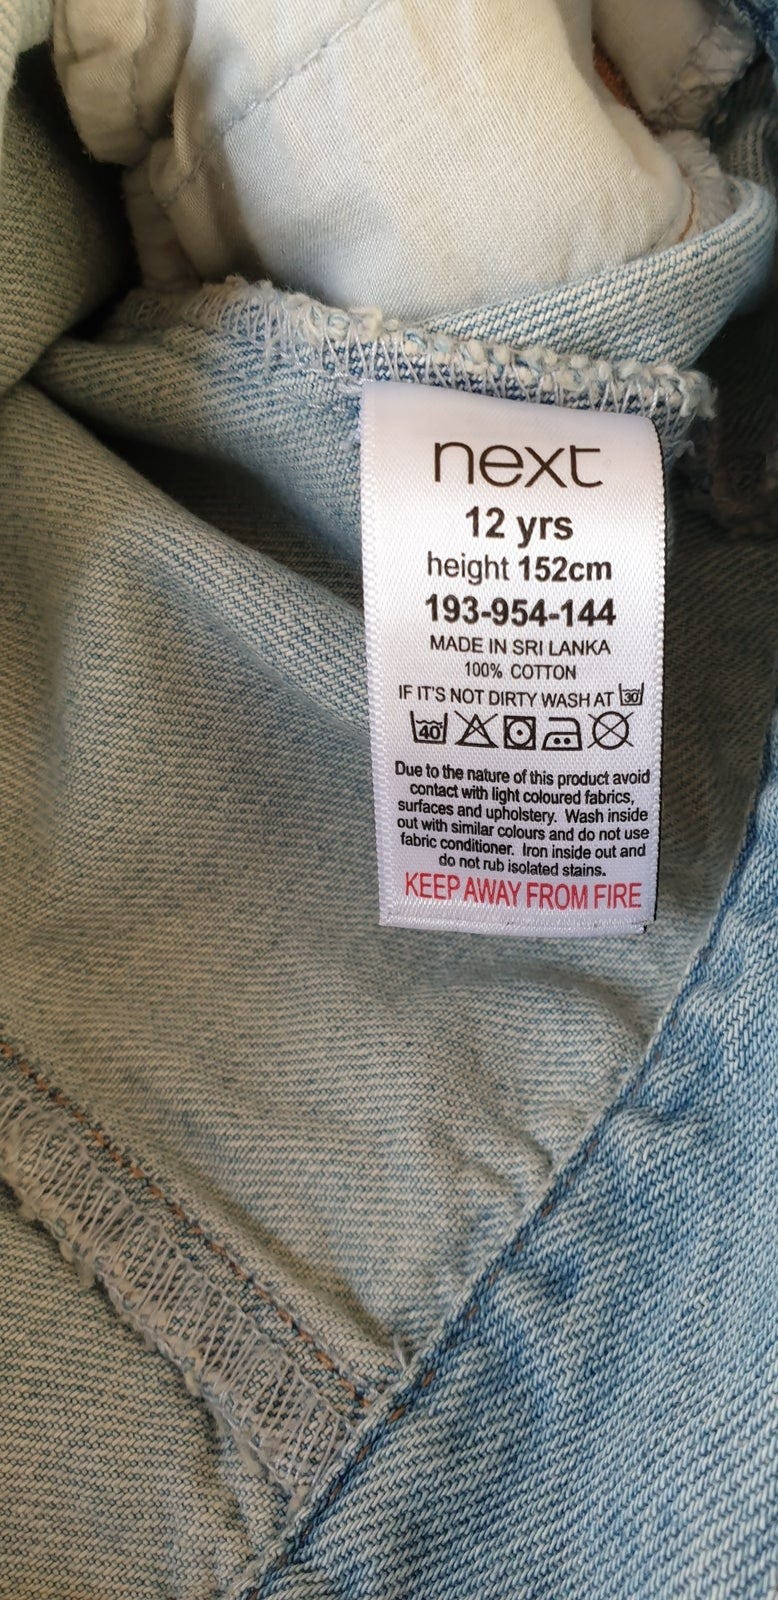 next
12 yrs
height 152cm
193-954-144
MADE IN SRI LANKA
100% COTTON
IF IT'S NOT DIRTY WASH AT 30°
40°
Due to the nature of this product avoid
contact with light coloured fabrics,
surfaces and upholstery. Wash inside
out with similar colours and do not use
fabric conditioner. Iron inside out and
do not rub isolated stains.
KEEP AWAY FROM FIRE